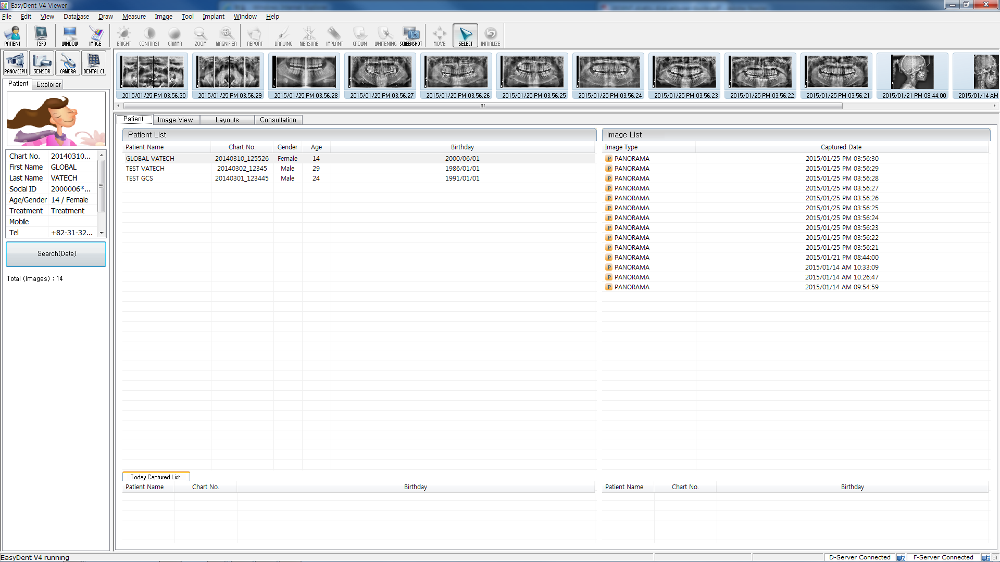 EasyDent V4 Viewer
File Edit View Database Draw Measure Image Tool Implant Window Help
PATIENT TSFD WINDOW IMAGE BRIGHT CONTRAST GAMMA ZOOM MAGNIFIER REPORT DRAWING MEASURE IMPLANT CROWN WHITENING SCREENSHOT MOVE SELECT INITIALIZE
PANO/CEPH SENSOR CAMERA DENTAL CT
2015/01/25 PM 03:56:30 2015/01/25 PM 03:56:29 2015/01/25 PM 03:56:28 2015/01/25 PM 03:56:27 2015/01/25 PM 03:56:26 2015/01/25 PM 03:56:25 2015/01/25 PM 03:56:24 2015/01/25 PM 03:56:23 2015/01/25 PM 03:56:22 2015/01/25 PM 03:56:21 2015/01/21 PM 08:44:00 2015/01/14 AM
Patient Explorer
Chart No. 20140310...
First Name GLOBAL
Last Name VATECH
Social ID 2000006*...
Age/Gender 14 / Female
Treatment Treatment
Mobile
Tel +82-31-32...
Search(Date)
Total (Images) : 14
Patient Image View Layouts Consultation
Patient List
Patient Name Chart No. Gender Age Birthday
GLOBAL VATECH 20140310_125526 Female 14 2000/06/01
TEST VATECH 20140302_12345 Male 29 1986/01/01
TEST GCS 20140301_123445 Male 24 1991/01/01
Image List
Image Type Captured Date
P PANORAMA 2015/01/25 PM 03:56:30
P PANORAMA 2015/01/25 PM 03:56:29
P PANORAMA 2015/01/25 PM 03:56:28
P PANORAMA 2015/01/25 PM 03:56:27
P PANORAMA 2015/01/25 PM 03:56:26
P PANORAMA 2015/01/25 PM 03:56:25
P PANORAMA 2015/01/25 PM 03:56:24
P PANORAMA 2015/01/25 PM 03:56:23
P PANORAMA 2015/01/25 PM 03:56:22
P PANORAMA 2015/01/25 PM 03:56:21
P PANORAMA 2015/01/21 PM 08:44:00
P PANORAMA 2015/01/14 AM 10:33:09
P PANORAMA 2015/01/14 AM 10:26:47
P PANORAMA 2015/01/14 AM 09:54:59
Today Captured List
Patient Name Chart No. Birthday
Patient Name Chart No. Birthday
EasyDent V4 running
D-Server Connected F-Server Connected Si